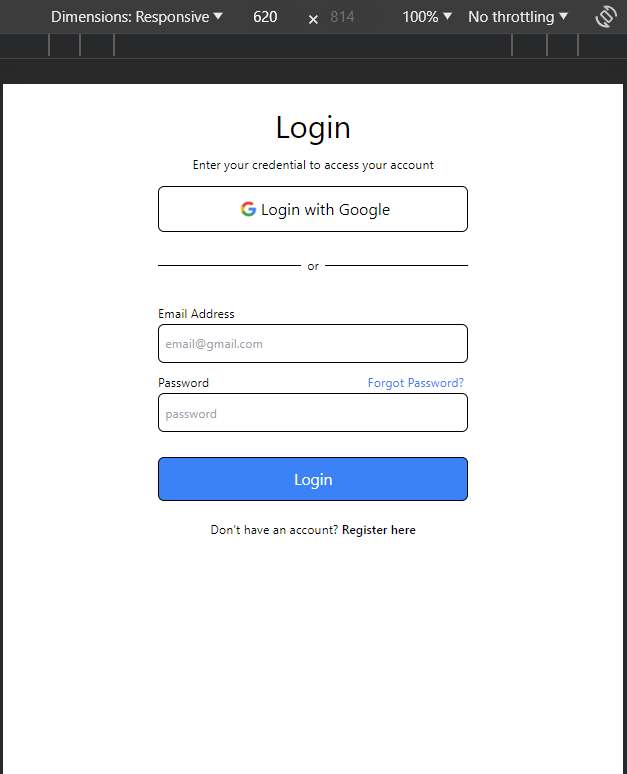 Dimensions: Responsive 620 × 814 100% No throttling
Login
Enter your credential to access your account
Login with Google
or
Email Address
email@gmail.com
Password Forgot Password?
password
Login
Don't have an account? Register here